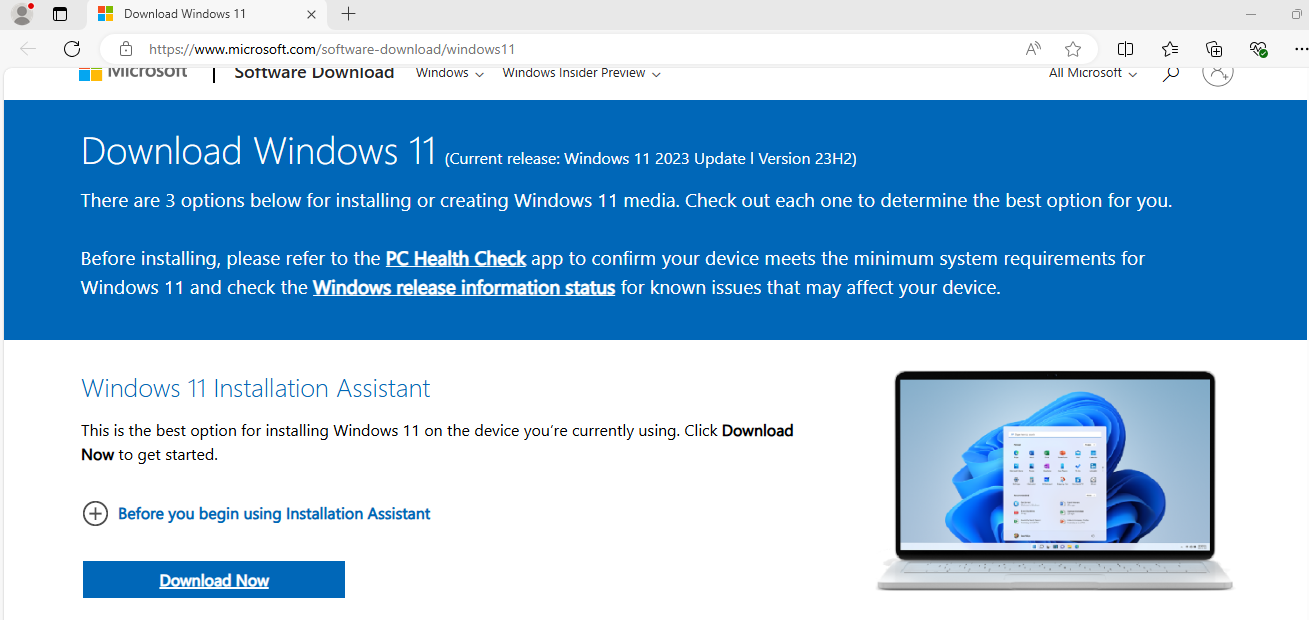 Download Windows 11
https://www.microsoft.com/software-download/windows11
Microsoft | Software Download Windows Windows Insider Preview All Microsoft
Download Windows 11 (Current release: Windows 11 2023 Update l Version 23H2)
There are 3 options below for installing or creating Windows 11 media. Check out each one to determine the best option for you.
Before installing, please refer to the PC Health Check app to confirm your device meets the minimum system requirements for
Windows 11 and check the Windows release information status for known issues that may affect your device.
Windows 11 Installation Assistant
This is the best option for installing Windows 11 on the device you’re currently using. Click Download
Now to get started.
Before you begin using Installation Assistant
Download Now